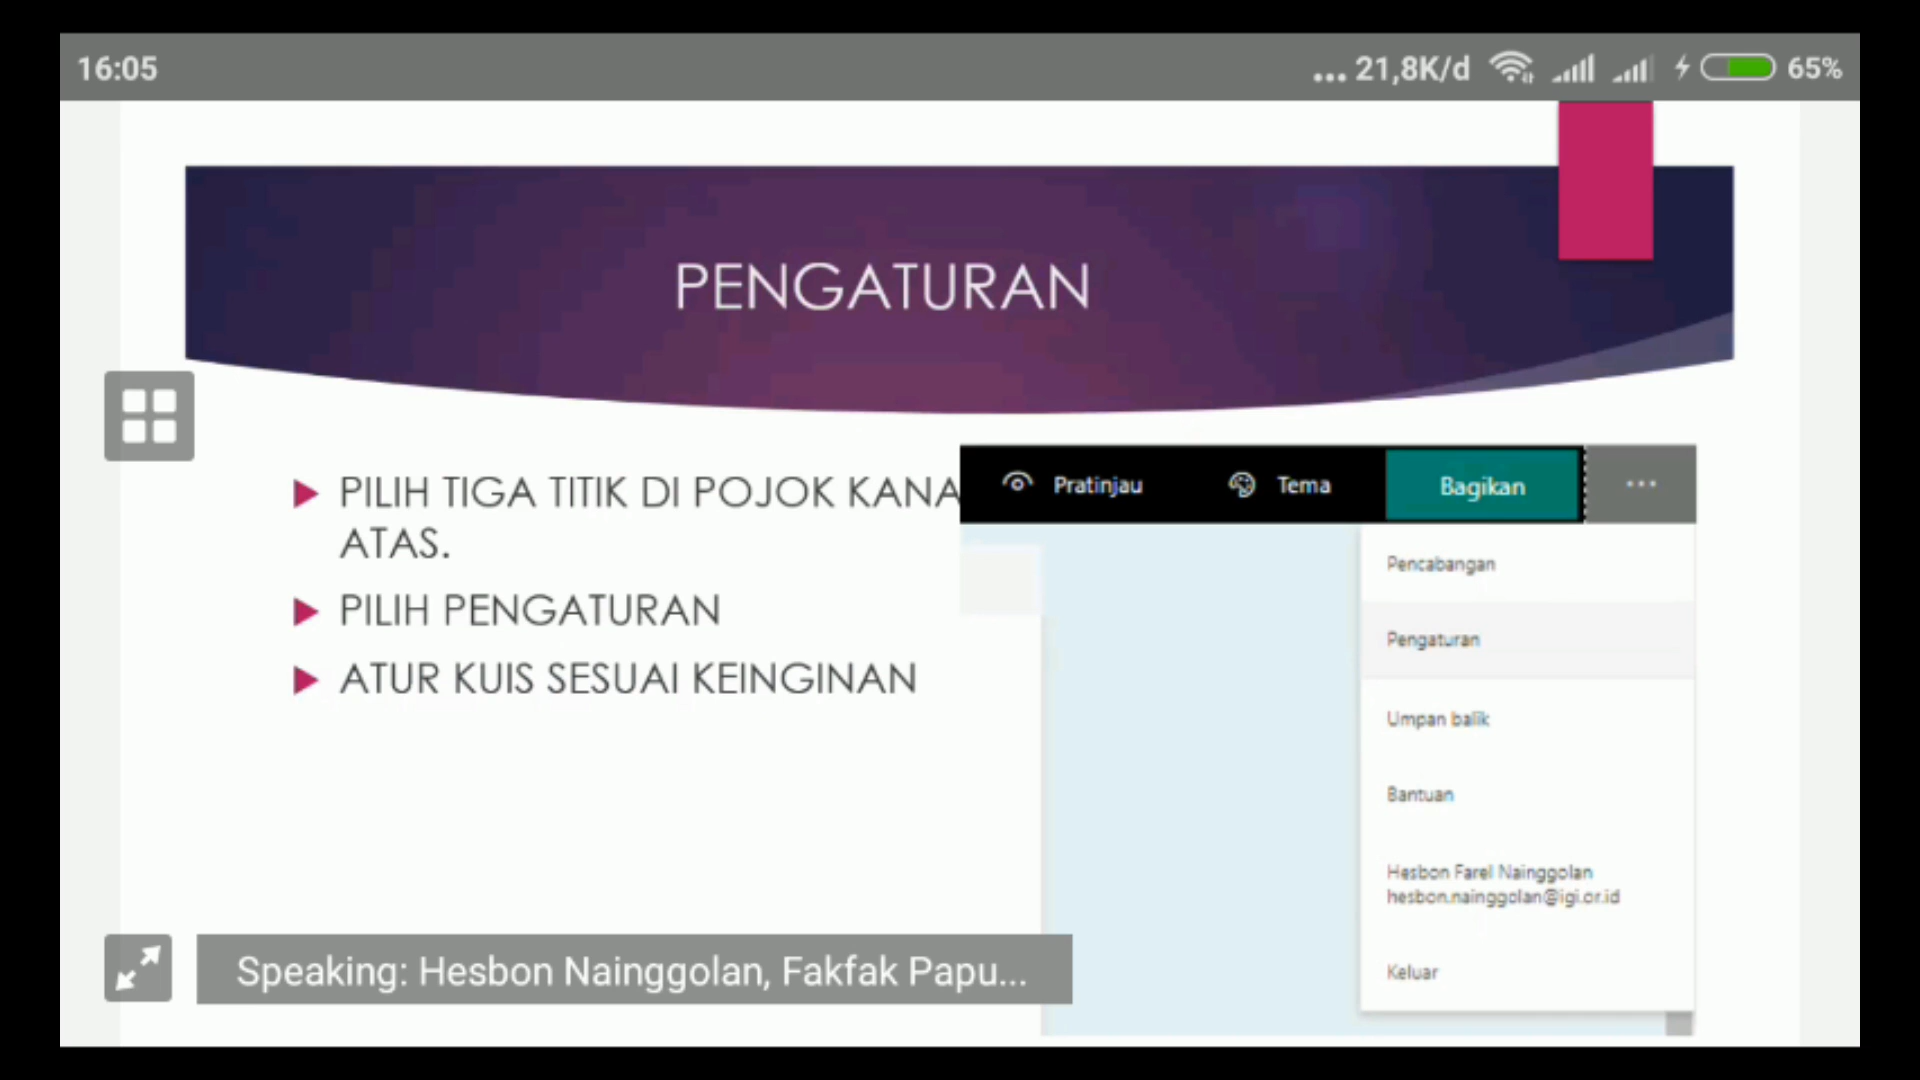 16:05
... 21,8K/d
65%
PENGATURAN
PILIH TIGA TITIK DI POJOK KANA
ATAS.
PILIH PENGATURAN
ATUR KUIS SESUAI KEINGINAN
Pratinjau
Tema
Bagikan
...
Pencabangan
Pengaturan
Umpan balik
Bantuan
Hesbon Farel Nainggolan
hesbon.nainggolan@igi.or.id
Keluar
Speaking: Hesbon Nainggolan, Fakfak Papu...